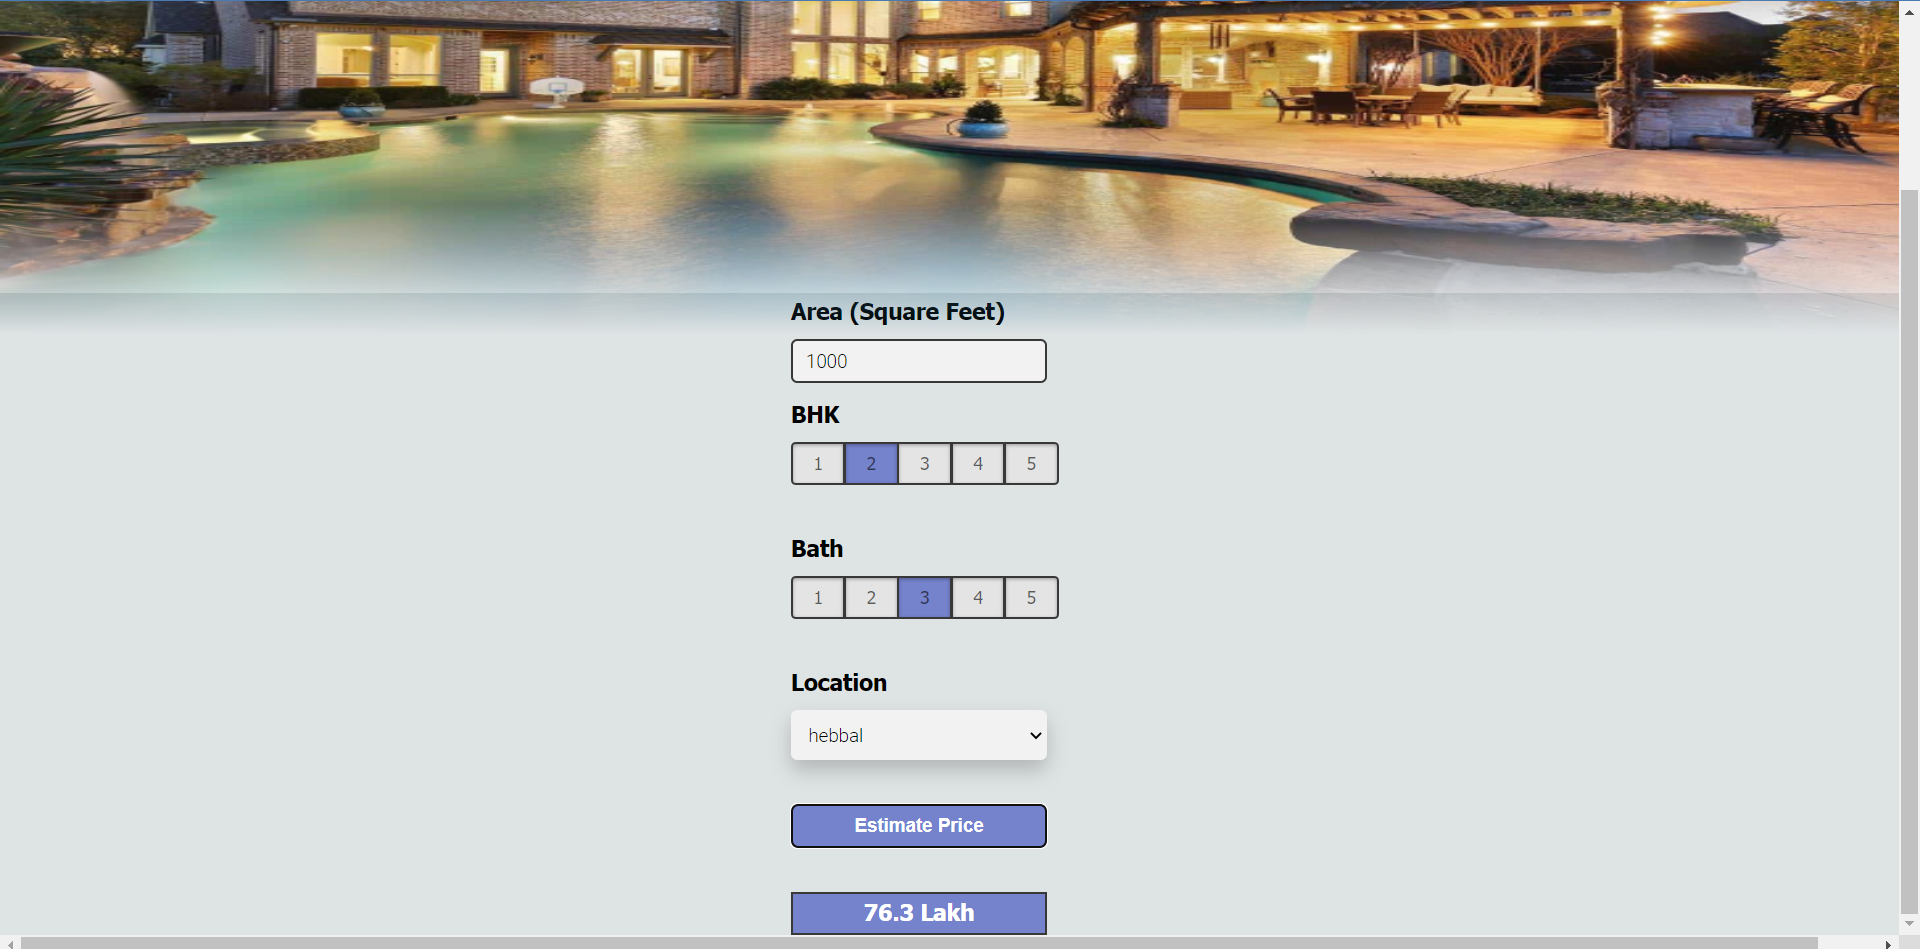 Area (Square Feet)
1000
BHK
1 2 3 4 5
Bath
1 2 3 4 5
Location
hebbal
Estimate Price
76.3 Lakh